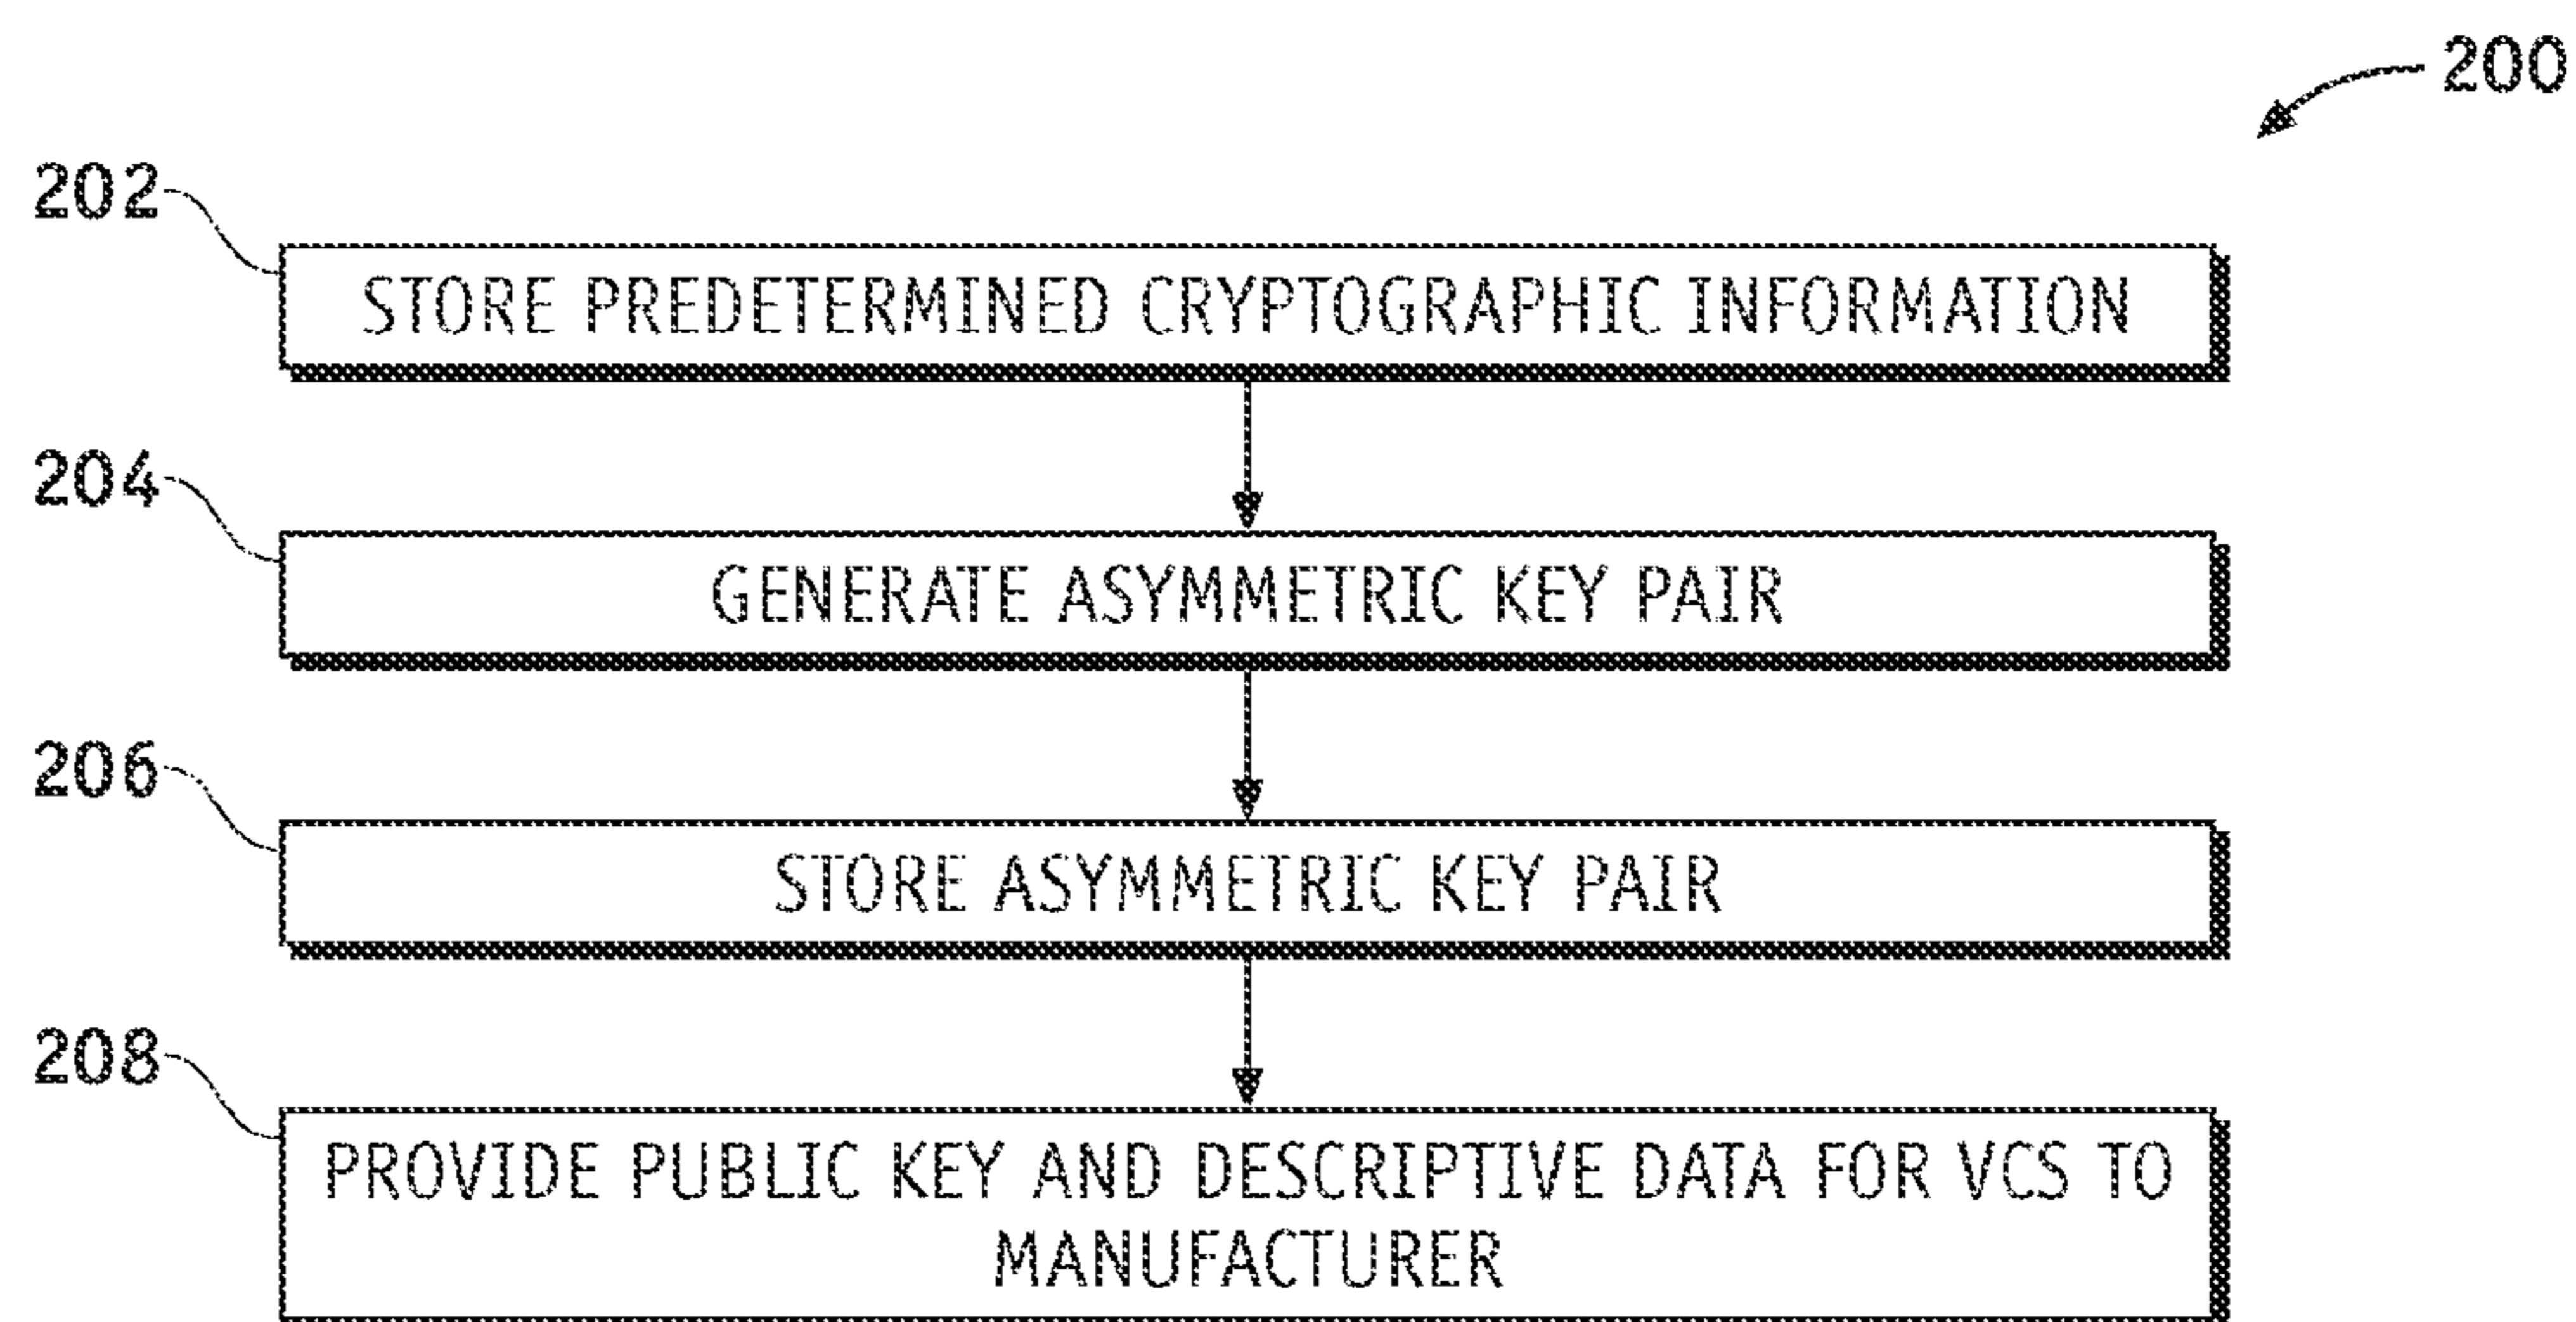 200
202
STORE PREDETERMINED CRYPTOGRAPHIC INFORMATION
204
GENERATE ASYMMETRIC KEY PAIR
206
STORE ASYMMETRIC KEY PAIR
208
PROVIDE PUBLIC KEY AND DESCRIPTIVE DATA FOR VCS TO
MANUFACTURER